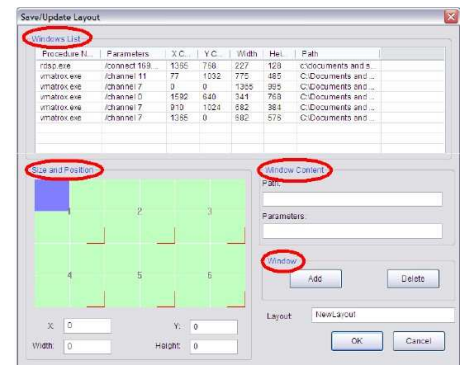 Save/Update Layout
Windows List
Procedure N... Parameters X C... Y C... Width Hei... Path
rdsp.exe /connect 169... 1365 768 227 128 c:\documents and s...
vmatrox.exe /channel 11 77 1032 775 485 C:\Documents and ...
vmatrox.exe /channel 7 0 0 1365 995 C:\Documents and ...
vmatrox.exe /channel 0 1592 640 341 768 C:\Documents and ...
vmatrox.exe /channel 7 910 1024 682 384 C:\Documents and ...
vmatrox.exe /channel 7 1365 0 682 576 C:\Documents and ...
Size and Position
1 2 3
4 5 6
X: 0 Y: 0
Width: 0 Height: 0
Window Content
Path:
Parameters:
Window
Add Delete
Layout: NewLayout
OK Cancel